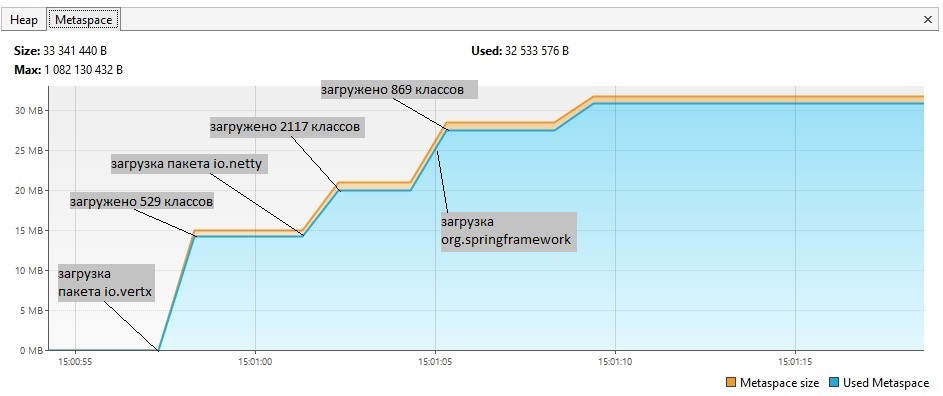 Heap Metaspace ×
Size: 33 341 440 B Used: 32 533 576 B
Max: 1 082 130 432 B
загружено 869 классов
30 MB
загружено 2117 классов
25 MB
загрузка пакета io.netty
20 MB
загружено 529 классов
загрузка
org.springframework
15 MB
загрузка
пакета io.vertx
10 MB
5 MB
0 MB
15:00:55 15:01:00 15:01:05 15:01:10 15:01:15
Metaspace size Used Metaspace